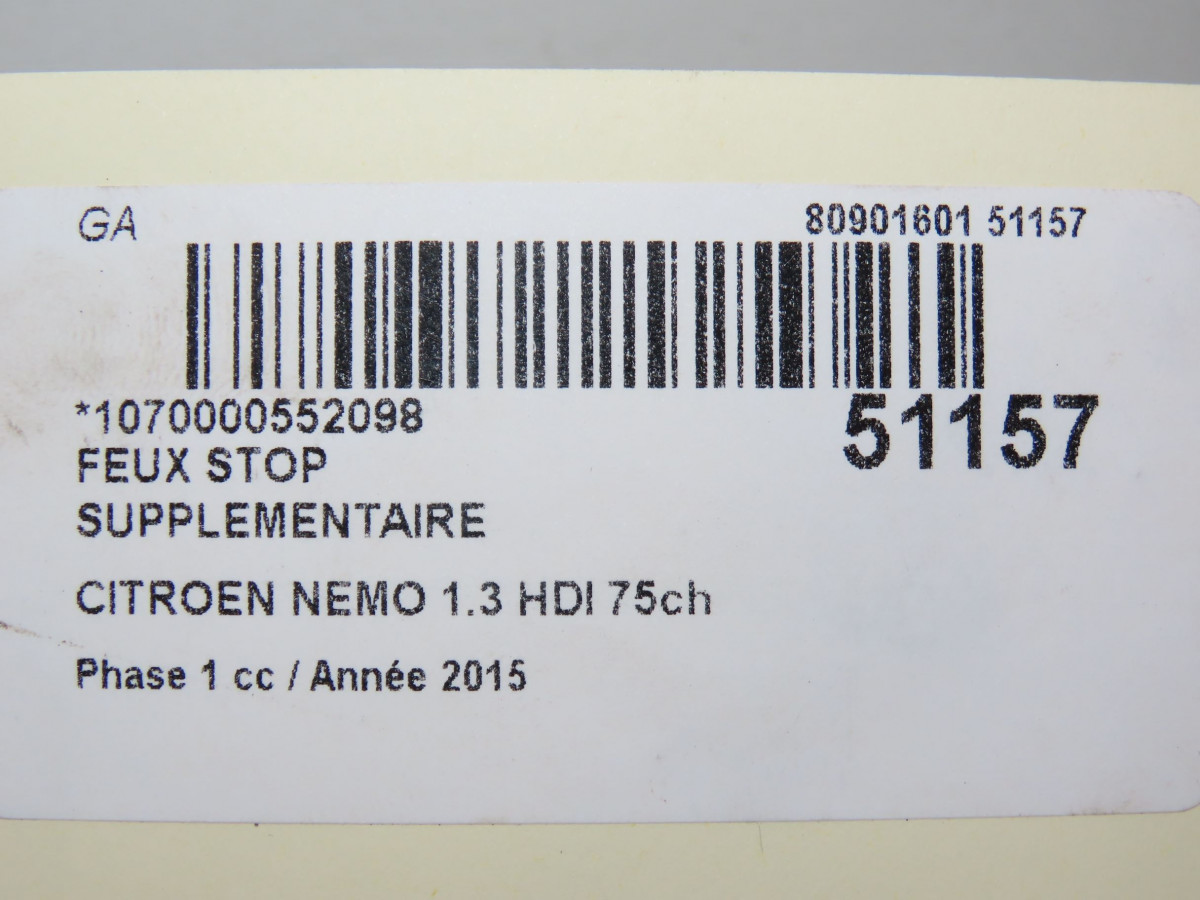 GA
80901601 51157
*1070000552098
51157
FEUX STOP
SUPPLEMENTAIRE
CITROEN NEMO 1.3 HDI 75ch
Phase 1 cc / Année 2015